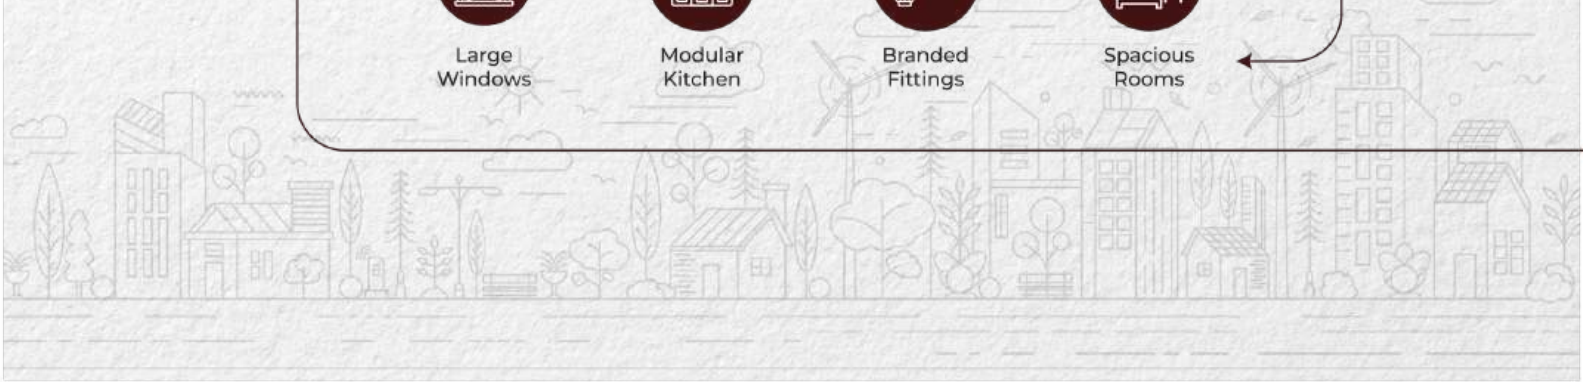 Large
Windows
Modular
Kitchen
Branded
Fittings
Spacious
Rooms